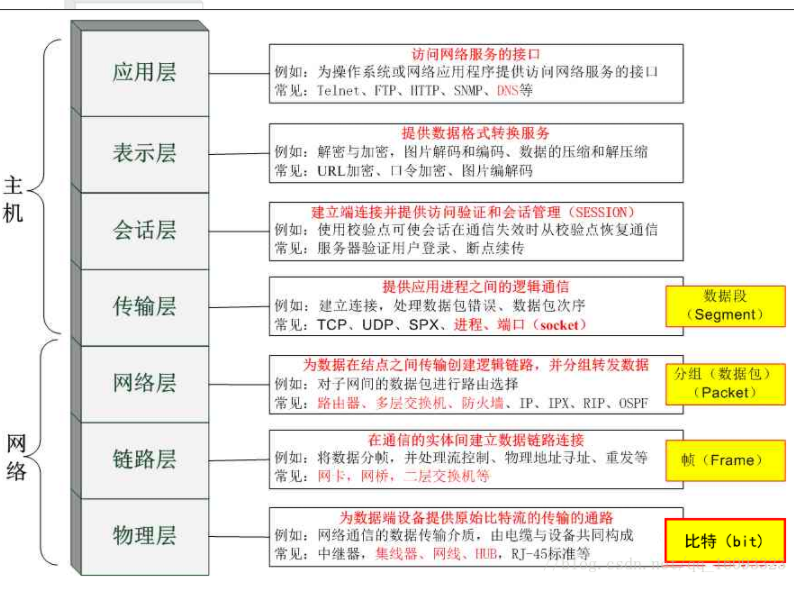 应用层
访问网络服务的接口
例如：为操作系统或网络应用程序提供访问网络服务的接口
常见：Telnet、FTP、HTTP、SNMP、DNS等
表示层
提供数据格式转换服务
例如：解密与加密，图片解码和编码、数据的压缩和解压缩
常见：URL加密、口令加密、图片编解码
主机
会话层
建立端连接并提供访问验证和会话管理（SESSION）
例如：使用校验点可使会话在通信失效时从校验点恢复通信
常见：服务器验证用户登录、断点续传
传输层
提供应用进程之间的逻辑通信
例如：建立连接，处理数据包错误、数据包次序
常见：TCP、UDP、SPX、进程、端口（socket）
数据段
（Segment）
网络层
为数据在结点之间传输创建逻辑链路，并分组转发数据
例如：对子网间的数据包进行路由选择
常见：路由器、多层交换机、防火墙、IP、IPX、RIP、OSPF
分组（数据包）
（Packet）
网络
链路层
在通信的实体间建立数据链路连接
例如：将数据分帧，并处理流控制、物理地址寻址、重发等
常见：网卡，网桥，二层交换机等
帧（Frame）
物理层
为数据端设备提供原始比特流的传输的通路
例如：网络通信的数据传输介质，由电缆与设备共同构成
常见：中继器，集线器、网线、HUB，RJ-45标准等
比特（bit）